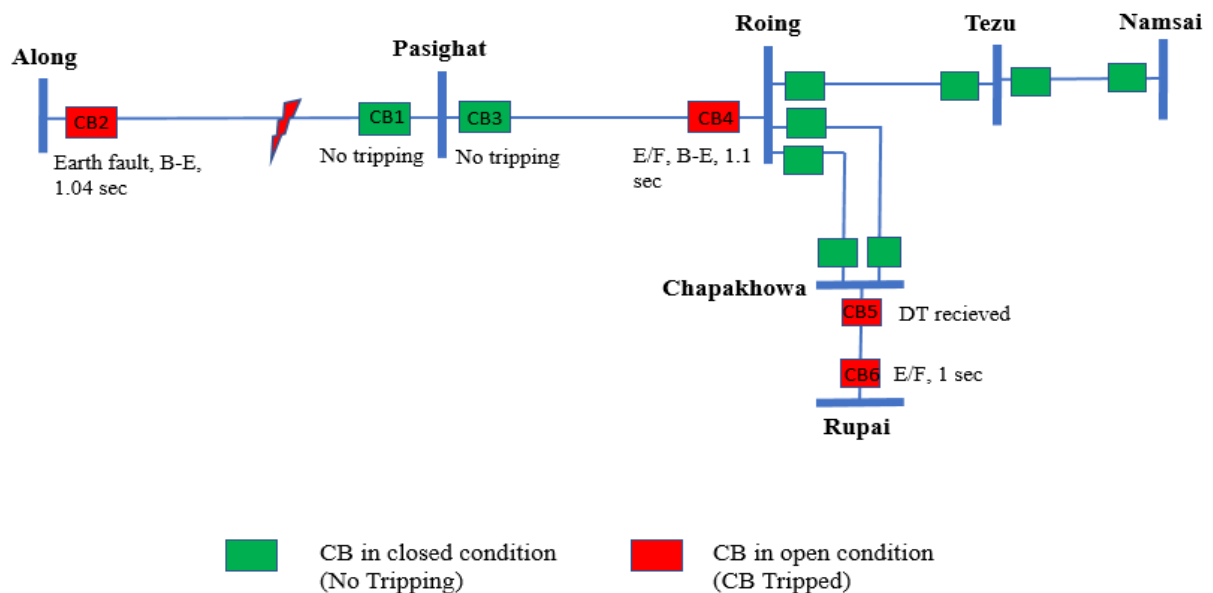 Roing
Tezu
Namsai
Pasighat
Along
CB2
CB1
CB3
CB4
Earth fault, B-E,
1.04 sec
No tripping
No tripping
E/F, B-E, 1.1
sec
Chapakhowa
CB5
DT recieved
CB6
E/F, 1 sec
Rupai
CB in closed condition
(No Tripping)
CB in open condition
(CB Tripped)